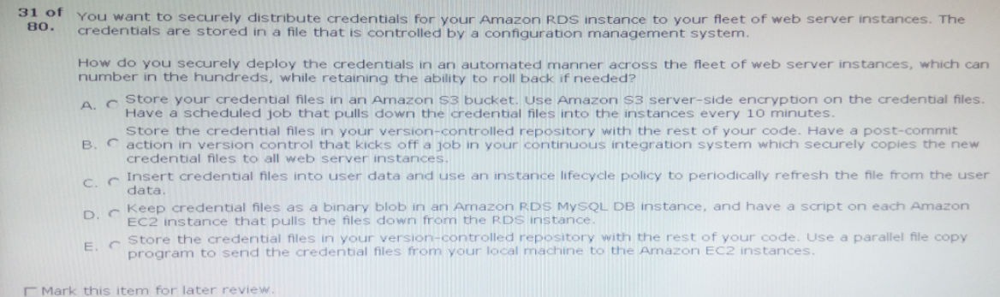 31 of
80.
You want to securely distribute credentials for your Amazon RDS instance to your fleet of web server instances. The
credentials are stored in a file that is controlled by a configuration management system.
How do you securely deploy the credentials in an automated manner across the fleet of web server instances, which can
number in the hundreds, while retaining the ability to roll back if needed?
A. Store your credential files in an Amazon S3 bucket. Use Amazon S3 server-side encryption on the credential files.
Have a scheduled job that pulls down the credential files into the instances every 10 minutes.
Store the credential files in your version-controlled repository with the rest of your code. Have a post-commit
B. action in version control that kicks off a job in your continuous integration system which securely copies the new
credential files to all web server instances.
C. Insert credential files into user data and use an instance lifecycle policy to periodically refresh the file from the user
data.
D. Keep credential files as a binary blob in an Amazon RDS MySQL DB instance, and have a script on each Amazon
EC2 instance that pulls the files down from the RDS instance.
E. Store the credential files in your version-controlled repository with the rest of your code. Use a parallel file copy
program to send the credential files from your local machine to the Amazon EC2 instances.
Mark this item for later review.